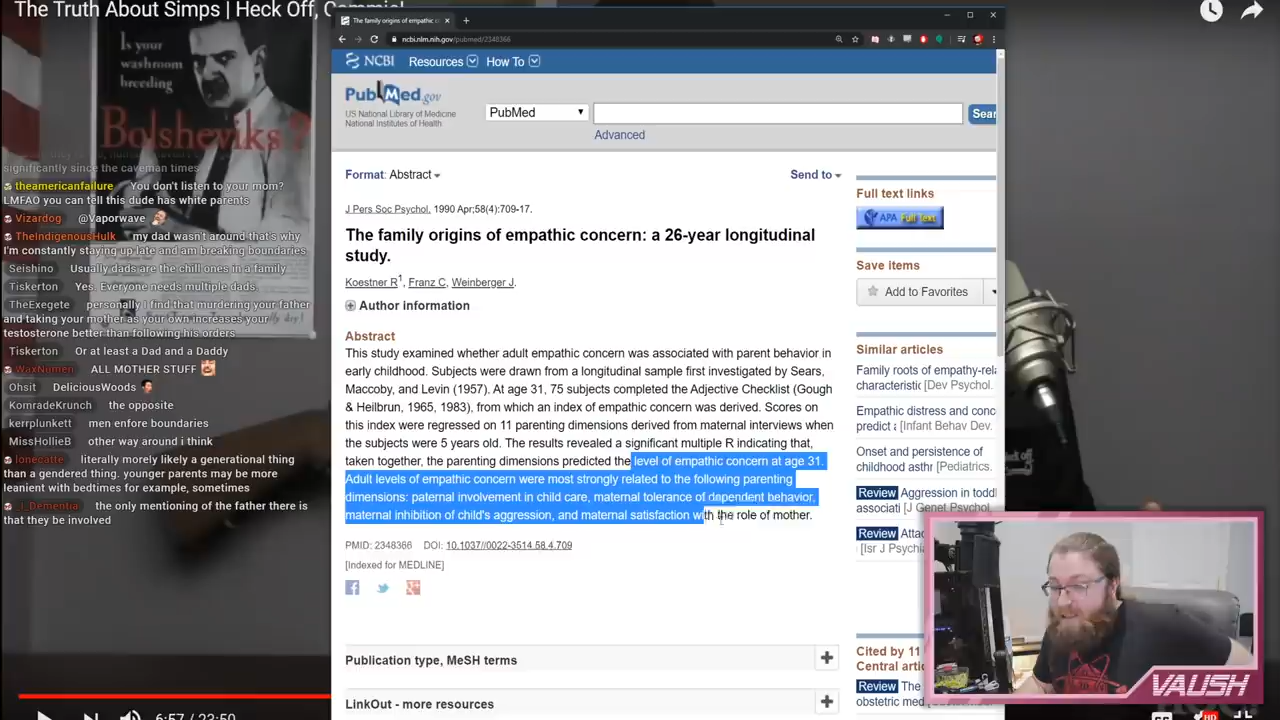 The Truth About Simps | Heck Off,
The family origins of empathic c
ncbi.nlm.nih.gov/pubmed/2348366
NCBI Resources How To
PubMed.gov
US National Library of Medicine
National Institutes of Health
PubMed
Sear
Advanced
Format: Abstract
Send to
J Pers Soc Psychol. 1990 Apr;58(4):709-17.
The family origins of empathic concern: a 26-year longitudinal
study.
Koestner R1, Franz C, Weinberger J.
Author information
Abstract
This study examined whether adult empathic concern was associated with parent behavior in
early childhood. Subjects were drawn from a longitudinal sample first investigated by Sears,
Maccoby, and Levin (1957). At age 31, 75 subjects completed the Adjective Checklist (Gough
& Heilbrun, 1965, 1983), from which an index of empathic concern was derived. Scores on
this index were regressed on 11 parenting dimensions derived from maternal interviews when
the subjects were 5 years old. The results revealed a significant multiple R indicating that,
taken together, the parenting dimensions predicted the level of empathic concern at age 31.
Adult levels of empathic concern were most strongly related to the following parenting
dimensions: paternal involvement in child care, maternal tolerance of dependent behavior,
maternal inhibition of child's aggression, and maternal satisfaction with the role of mother.
PMID: 2348366 DOI: 10.1037//0022-3514.58.4.709
[Indexed for MEDLINE]
Publication type, MeSH terms
LinkOut - more resources
Full text links
APA Full Text
Save items
Add to Favorites
Similar articles
Family roots of empathy-rela
characteristic [Dev Psychol.
Empathic distress and conc
predict a [Infant Behav Dev.
Onset and persistence of
childhood asthr [Pediatrics.
Review Aggression in todd
associati [J Genet Psychol.
Review Attac
[Isr J Psychia
Cited by 11
Central artic
Review The
obstetric med
Is your
washroom
breeding
Bolsheviks?
significantly since the caveman times
theamericanfailure You don't listen to your mom?
LMFAO you can tell this dude has white parents
Vizardog @Vaporwave
TheIndigenousHulk my dad wasn't around that's why
I'm constantly staying up late and am breaking boundaries
Seishino Usually dads are the chill ones in a family
Tiskerton Yes. Everyone needs multiple dads.
TheExegete personally I find that murdering your father
and taking your mother as your own increases your
testosterone better than following his orders
Tiskerton Or at least a Dad and a Daddy
WaxNumen ALL MOTHER STUFF
Ohsit DeliciousWoods
KomradeKrunch the opposite
kerrplunkett men enforce boundaries
MissHollieB other way around i think
lonecatte literally morely likely a generational thing
than a gendered thing. younger parents may be more
leanient with bedtimes for example, sometimes
_I_Dementia the only mention of the father there is
that they be involved
6:57 / 23:50
VAUSH
HD